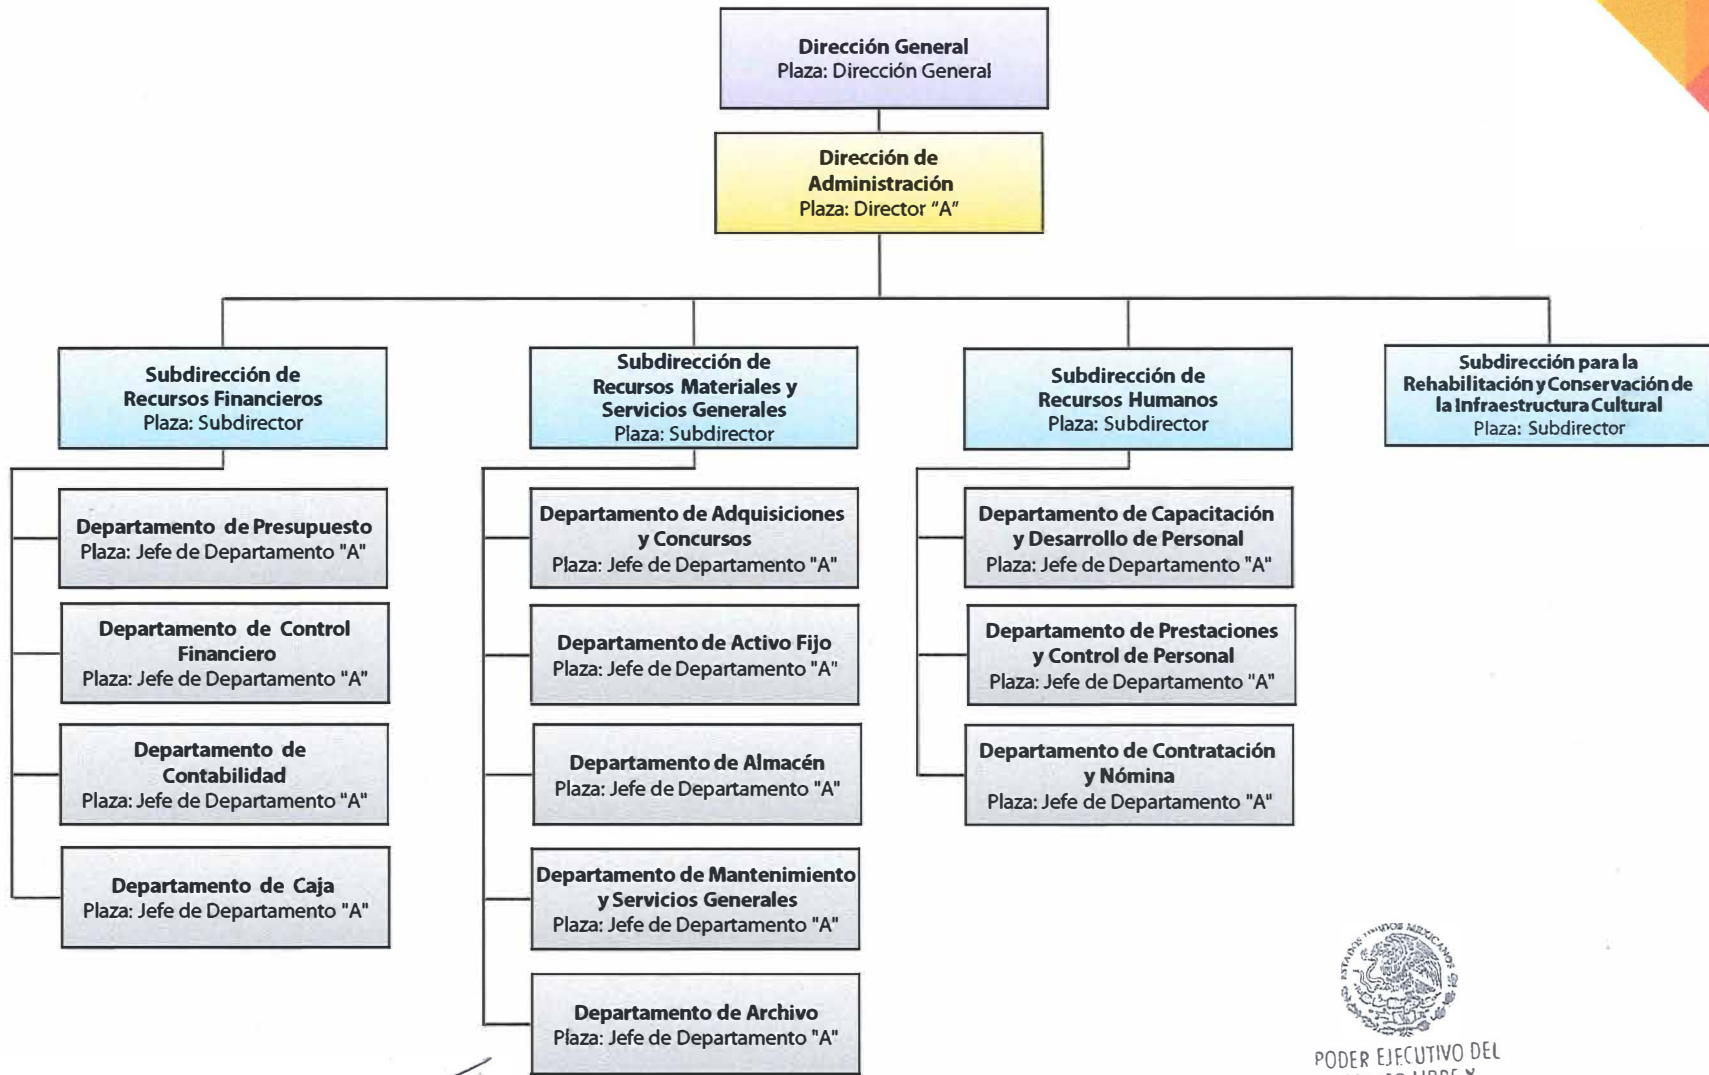 Dirección General
Plaza: Dirección General
Dirección de
Administración
Plaza: Director "A"
Subdirección de
Recursos Financieros
Plaza: Subdirector
Subdirección de
Recursos Materiales y
Servicios Generales
Plaza: Subdirector
Subdirección de
Recursos Humanos
Plaza: Subdirector
Subdirección para la
Rehabilitación y Conservación de
la Infraestructura Cultural
Plaza: Subdirector
Departamento de Presupuesto
Plaza: Jefe de Departamento "A"
Departamento de Control
Financiero
Plaza: Jefe de Departamento "A"
Departamento de
Contabilidad
Plaza: Jefe de Departamento "A"
Departamento de Caja
Plaza: Jefe de Departamento "A"
Departamento de Adquisiciones
y Concursos
Plaza: Jefe de Departamento "A"
Departamento de Activo Fijo
Plaza: Jefe de Departamento "A"
Departamento de Almacén
Plaza: Jefe de Departamento "A"
Departamento de Mantenimiento
y Servicios Generales
Plaza: Jefe de Departamento "A"
Departamento de Archivo
Plaza: Jefe de Departamento "A"
Departamento de Capacitación
y Desarrollo de Personal
Plaza: Jefe de Departamento "A"
Departamento de Prestaciones
y Control de Personal
Plaza: Jefe de Departamento "A"
Departamento de Contratación
y Nómina
Plaza: Jefe de Departamento "A"
ESTADOS UNIDOS MEXICANOS
PODER EJECUTIVO DEL
LIBRE Y